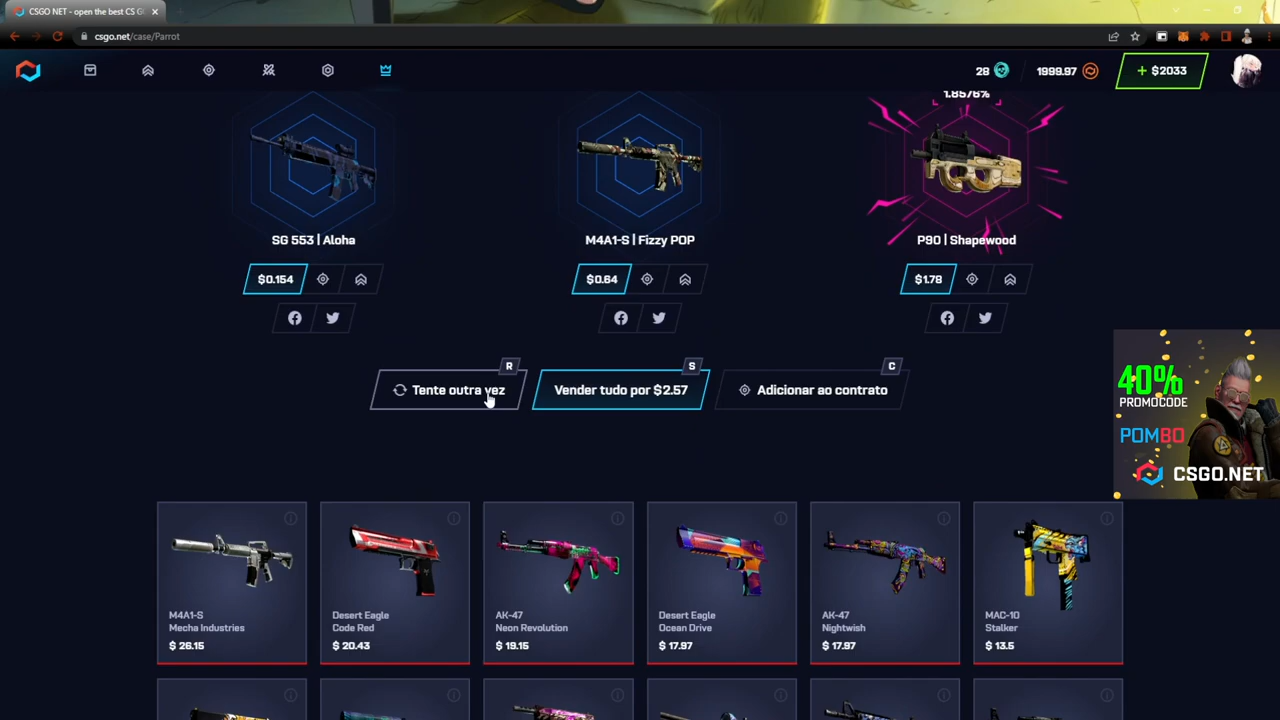 CSGO NET - open the best CS G
csgo.net/case/Parrot
28
1999.97
+ $2033
1.8576%
SG 553 | Aloha
M4A1-S | Fizzy POP
P90 | Shapewood
$0.154
$0.64
$1.78
R
S
C
Tente outra vez
Vender tudo por $2.57
Adicionar ao contrato
40%
PROMOCODE
POMBO
CSGO.NET
M4A1-S
Mecha Industries
$ 26.15
Desert Eagle
Code Red
$ 20.43
AK-47
Neon Revolution
$ 19.15
Desert Eagle
Ocean Drive
$ 17.97
AK-47
Nightwish
$ 17.97
MAC-10
Stalker
$ 13.5